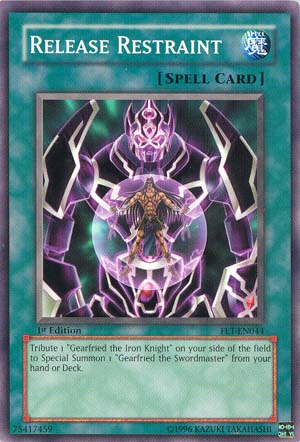 RELEASE RESTRAINT
魔
[SPELL CARD]
1st Edition
FET-EN044
Tribute 1 "Gearfried the Iron Knight" on your side of the field
to Special Summon 1 "Gearfried the Swordmaster" from your
hand or Deck.
75417459
©1996 KAZUKI TAKAHASHI